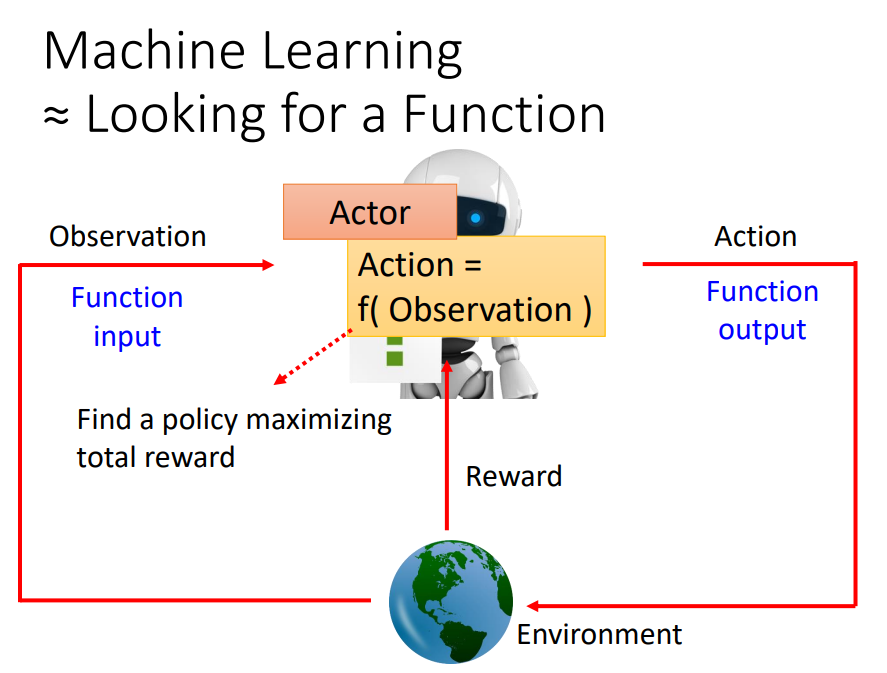 Machine Learning
≈ Looking for a Function
Actor
Observation
Action
Action =
f( Observation )
Function
input
Function
output
Find a policy maximizing
total reward
Reward
Environment